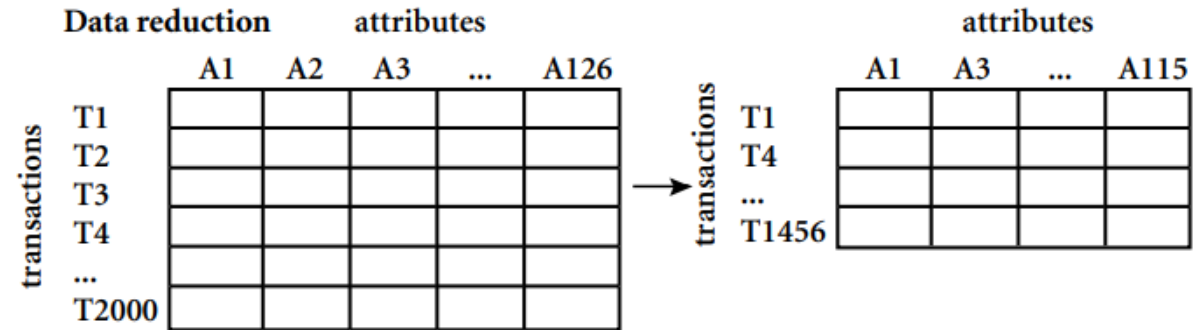 Data reduction attributes
A1 A2 A3 ... A126
transactions
T1
T2
T3
T4
...
T2000
attributes
A1 A3 ... A115
transactions
T1
T4
...
T1456